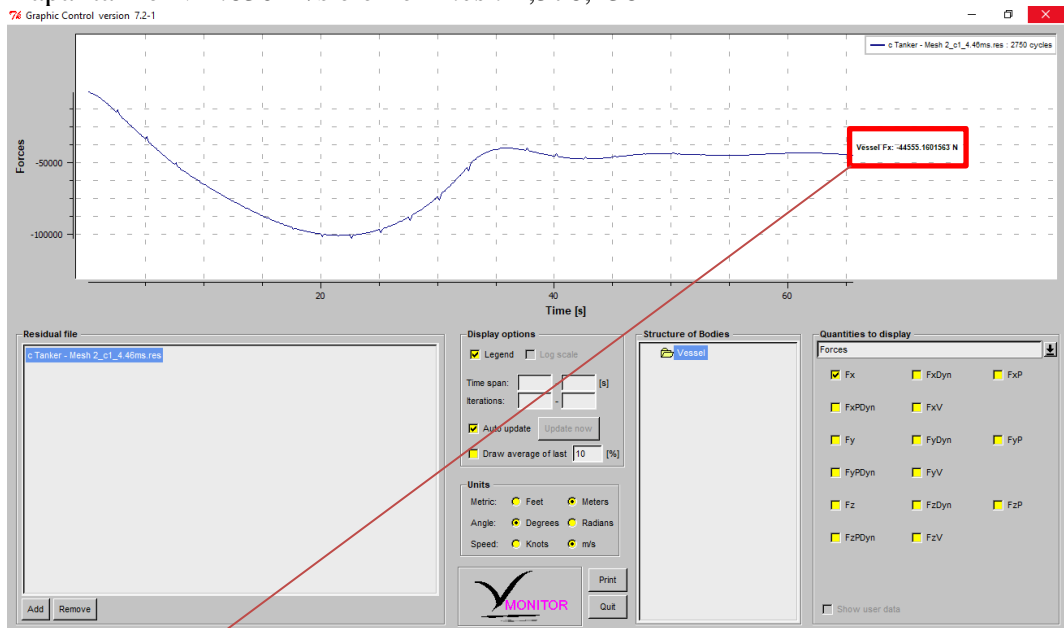 Graphic Control version 7.2-1
c Tanker - Mesh 2_c1_4.46ms.res : 2750 cycles
Vessel Fx: -44555.1601563 N
Forces
-50000
-100000
20
40
60
Time [s]
Residual file
c Tanker - Mesh 2_c1_4.46ms.res
Add
Remove
Display options
Legend
Log scale
Time span: - [s]
Iterations: -
Auto update
Update now
Draw average of last 10 [%]
Units
Metric: Feet Meters
Angle: Degrees Radians
Speed: Knots m/s
MONITOR
Print
Quit
Structure of Bodies
Vessel
Quantities to display
Forces
Fx FxDyn FxP
FxPDyn FxV
Fy FyDyn FyP
FyPDyn FyV
Fz FzDyn FzP
FzPDyn FzV
Show user data